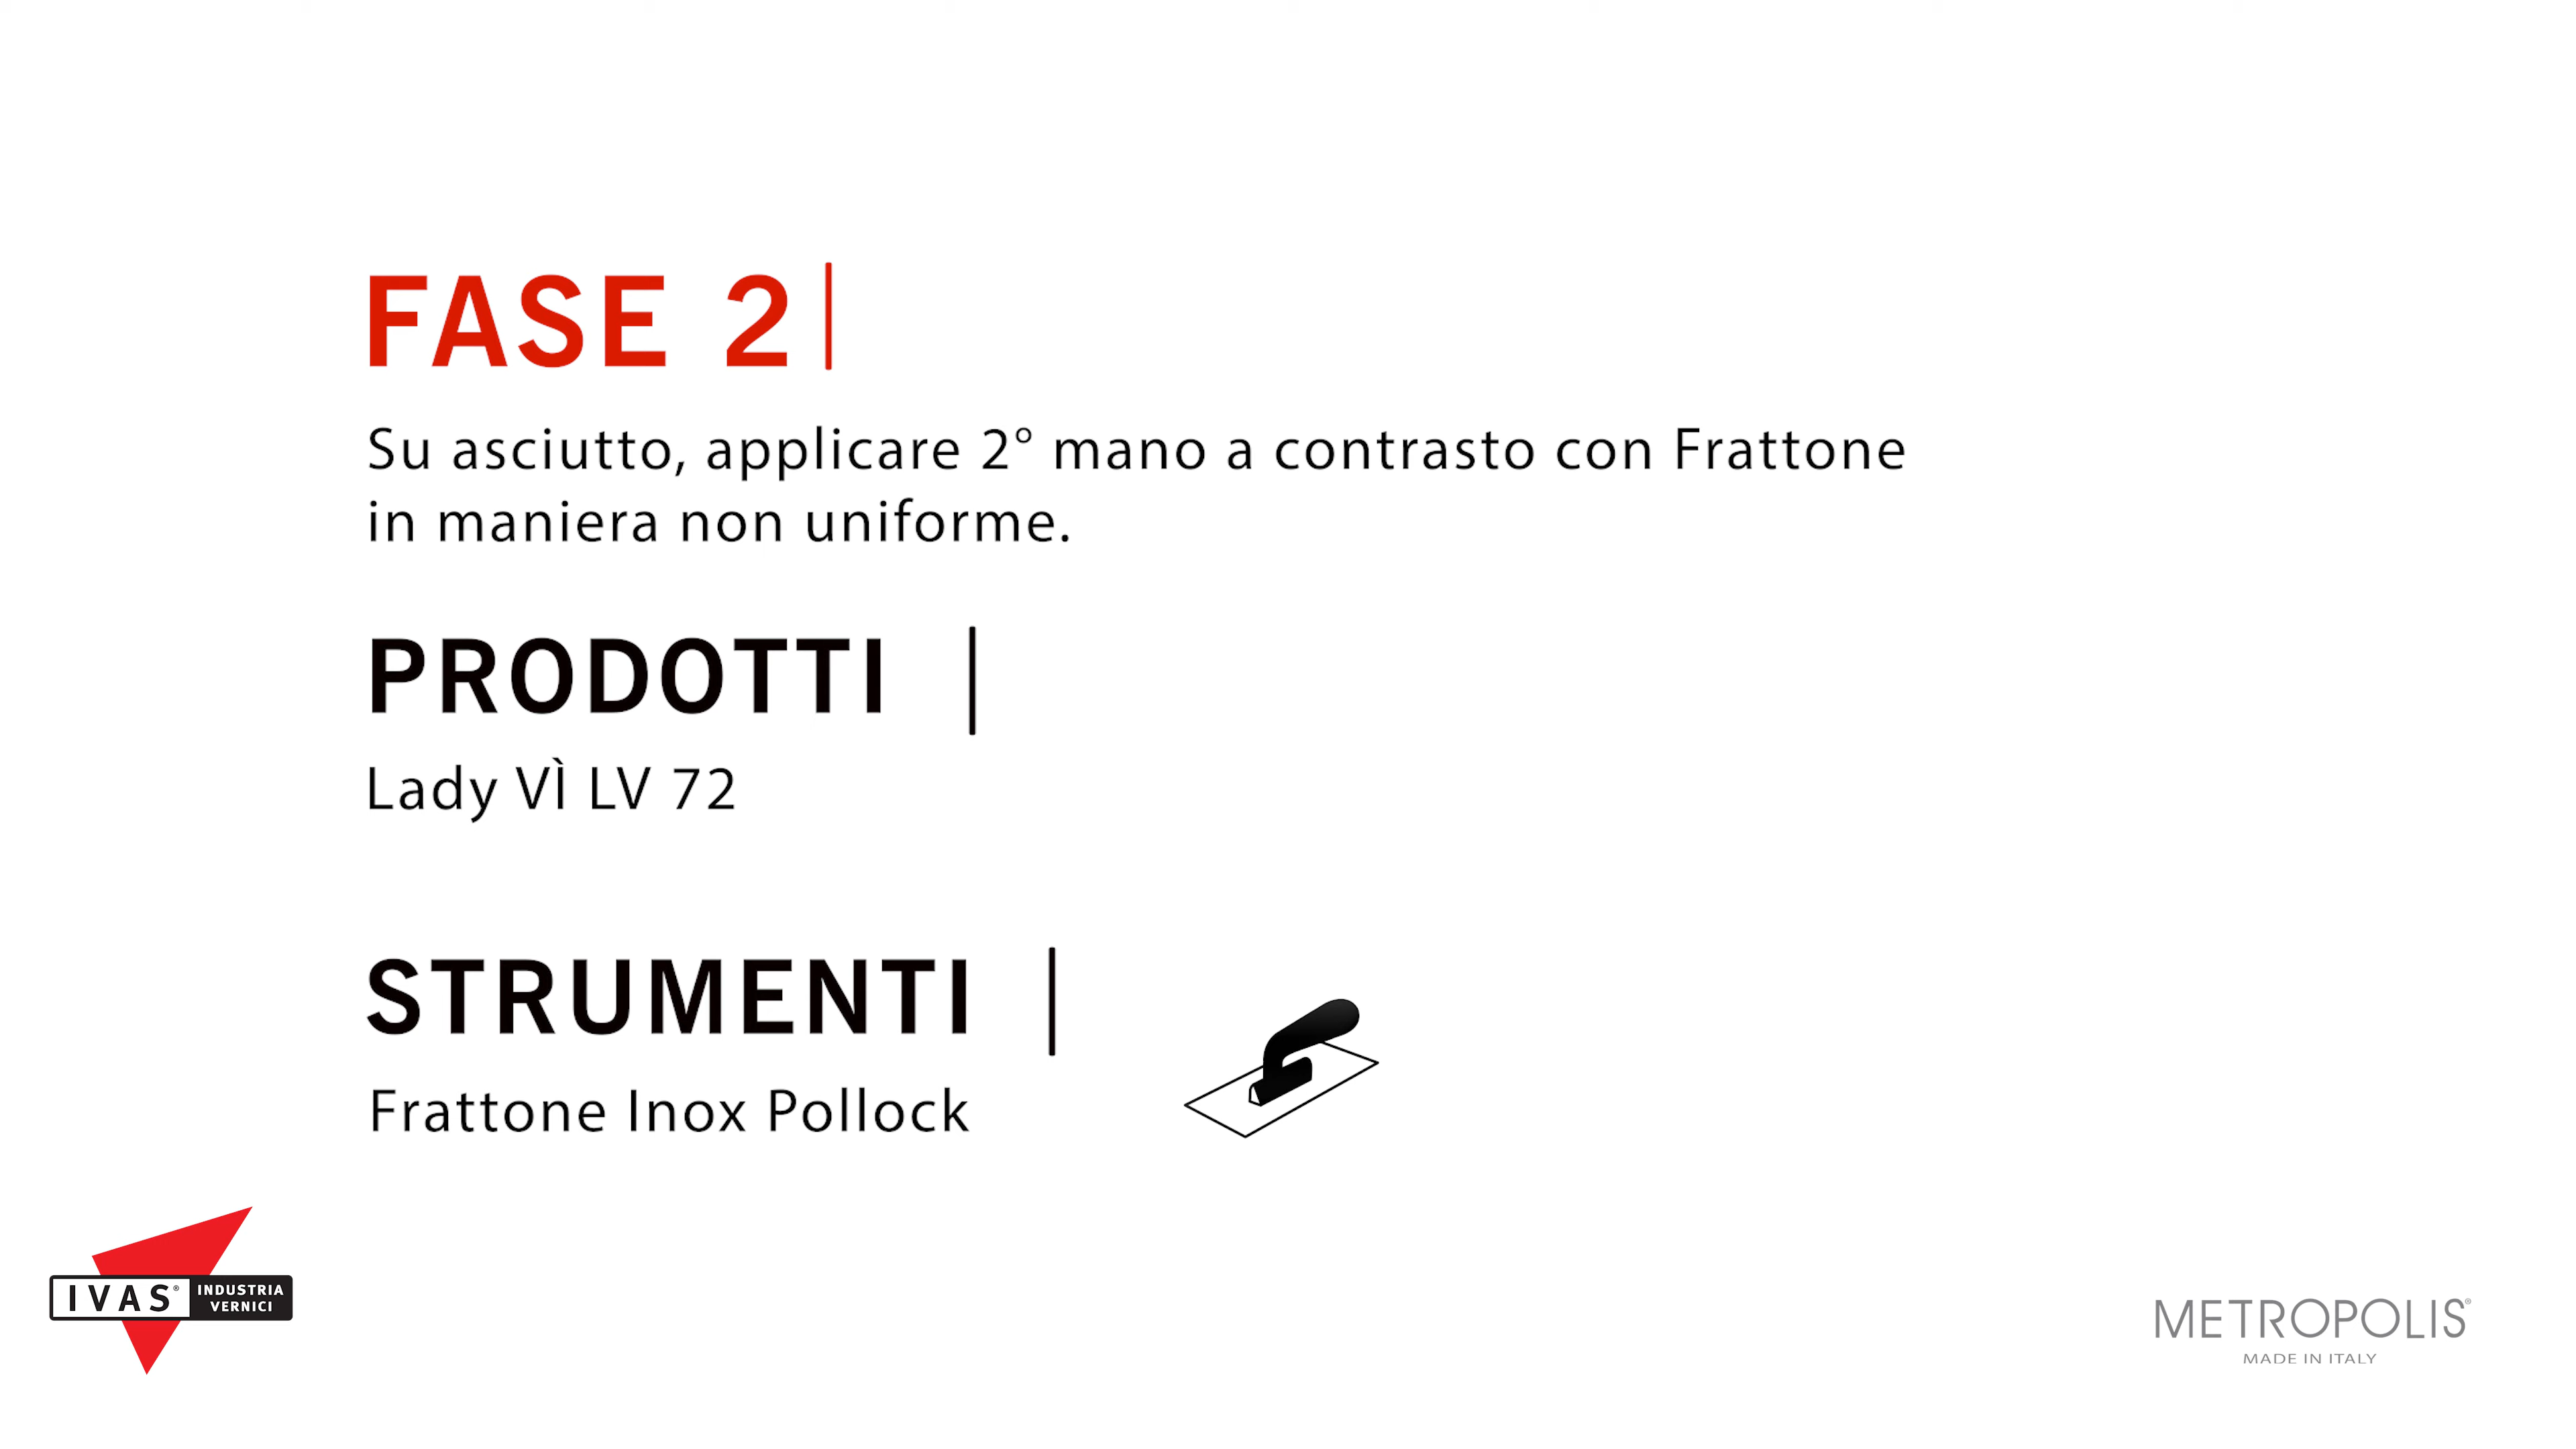 FASE 2
Su asciutto, applicare 2° mano a contrasto con Frattone
in maniera non uniforme.
PRODOTTI
Lady VÌ LV 72
STRUMENTI
Frattone Inox Pollock
IVAS® INDUSTRIA
VERNICI
METROPOLIS®
MADE IN ITALY